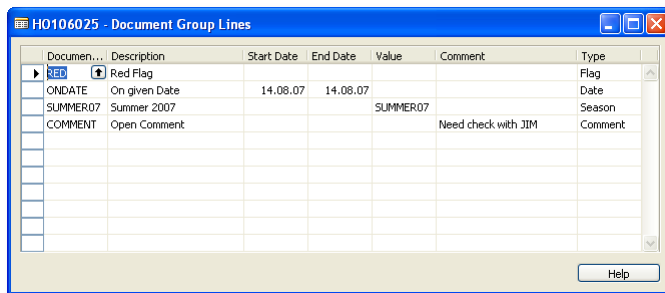 H0106025 - Document Group Lines
Documen... Description Start Date End Date Value Comment Type
RED Red Flag Flag
ONDATE On given Date 14.08.07 14.08.07 Date
SUMMER07 Summer 2007 SUMMER07 Season
COMMENT Open Comment Need check with JIM Comment
Help